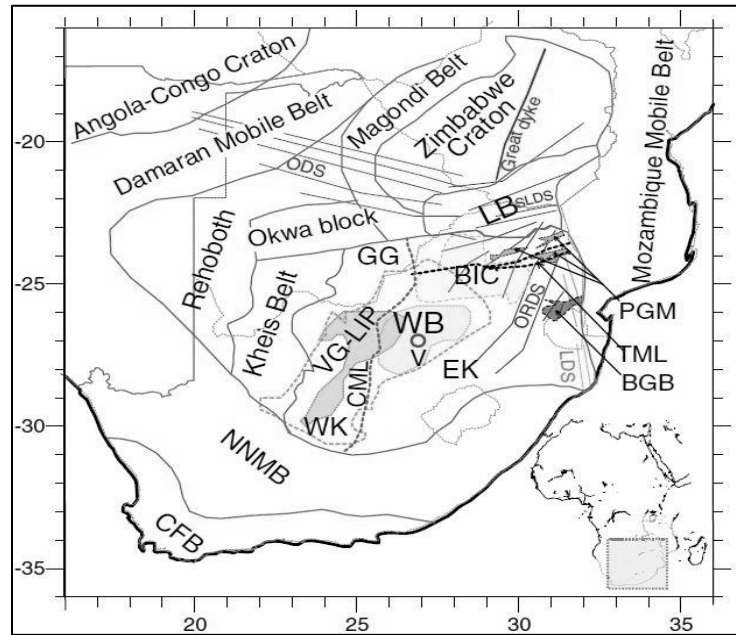 Angola-Congo Craton
Damaran Mobile Belt
Magondi Belt
Zimbabwe
Craton
Great dyke
Mozambique Mobile Belt
-20
ODS
LB
SLDS
Okwa block
Rehoboth
GG
Kheis Belt
BIC
-25
VG-LIP
WB
V
ORDS
PGM
CML
EK
LDS
TML
BGB
WK
-30
NNMB
CFB
-35
20
25
30
35